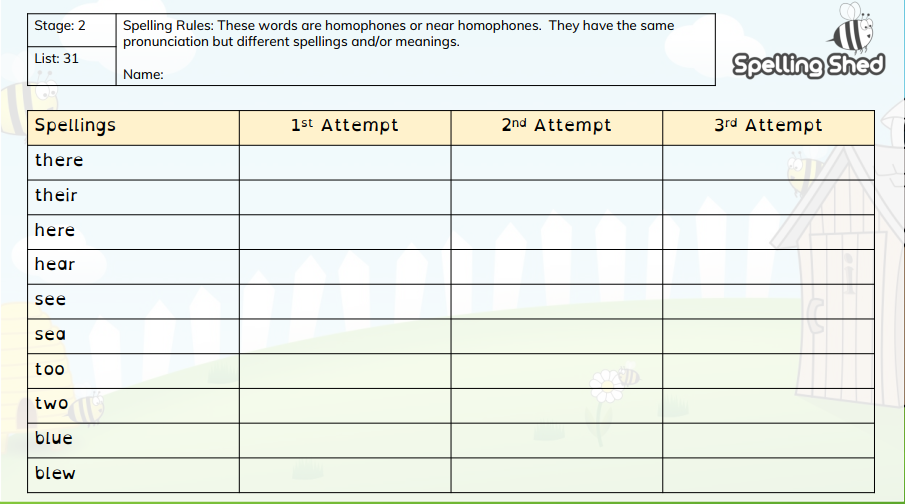 Stage: 2
Spelling Rules: These words are homophones or near homophones. They have the same
pronunciation but different spellings and/or meanings.
List: 31
Name:
Spelling Shed
Spellings 1st Attempt 2nd Attempt 3rd Attempt
there
their
here
hear
see
sea
too
two
blue
blew